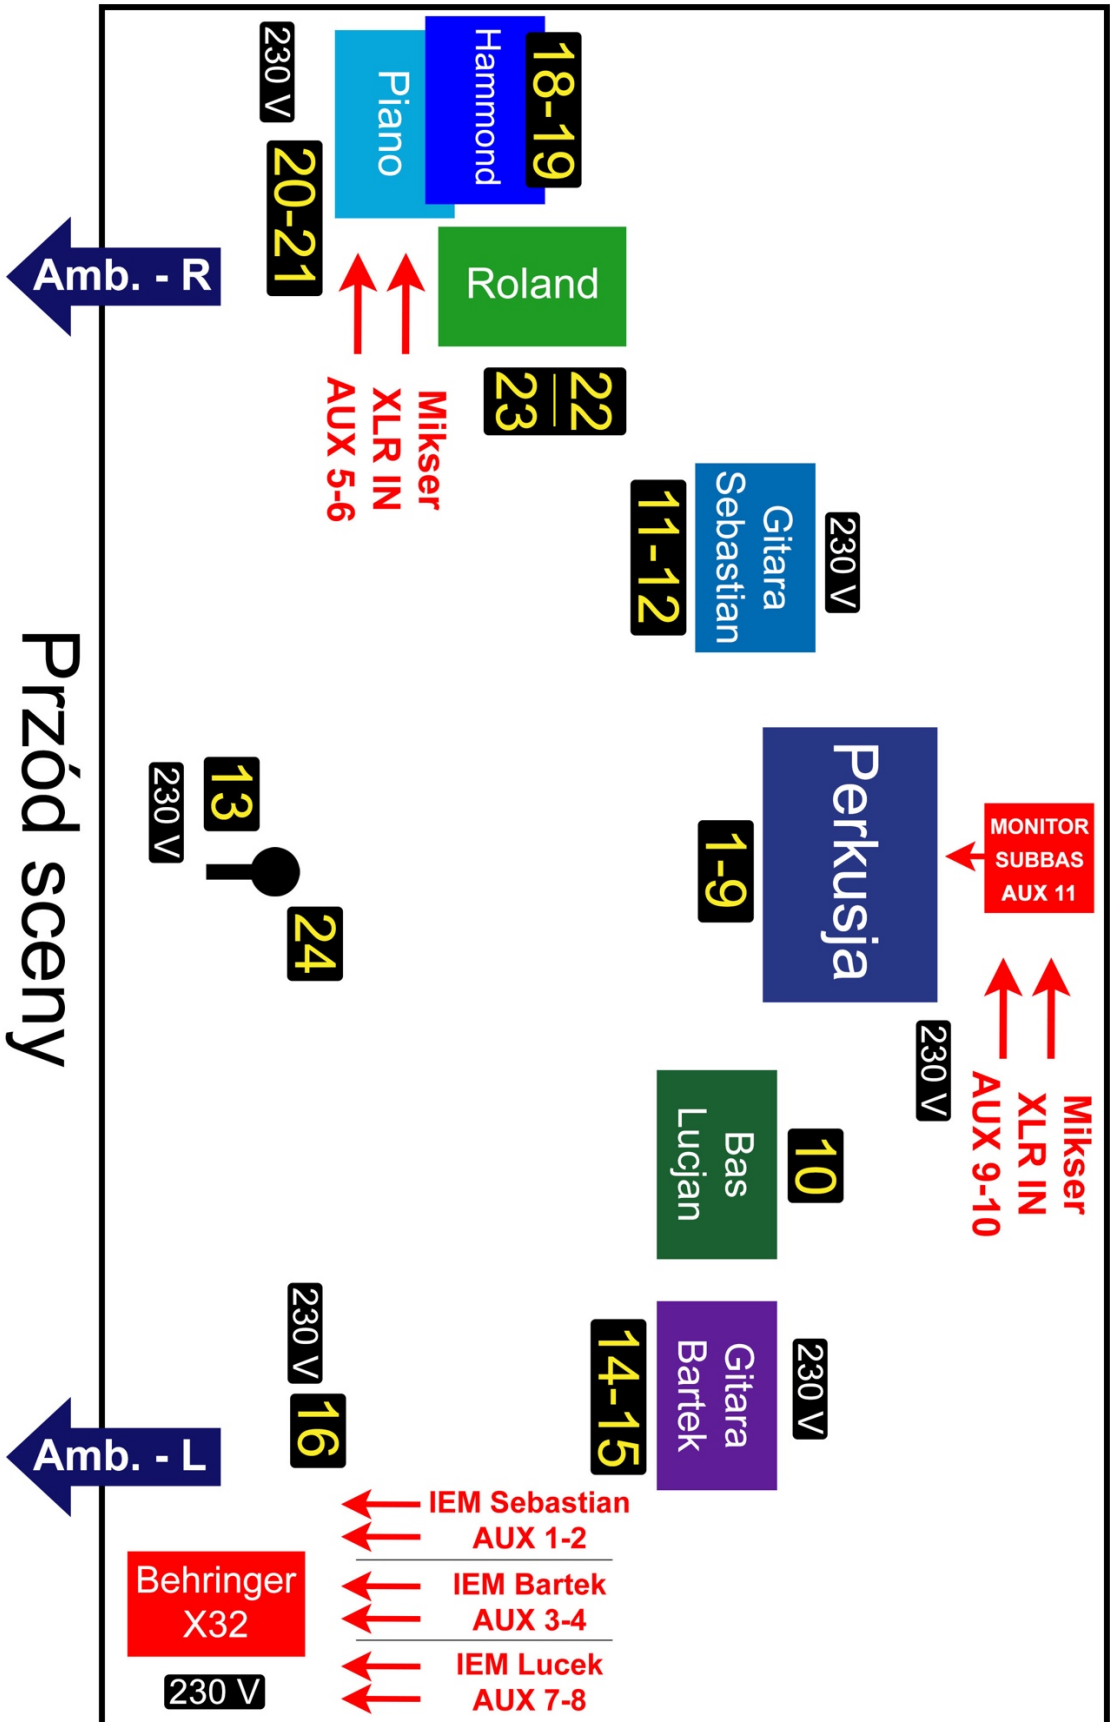 230 V
Piano
Hammond
18-19
20-21
Amb. - R
Roland
22
23
Mikser
XLR IN
AUX 5-6
Gitara
Sebastian
11-12
230 V
Przód sceny
13
230 V
24
Perkusja
1-9
MONITOR
SUBBAS
AUX 11
230 V
Mikser
XLR IN
AUX 9-10
Bas
Lucjan
10
Gitara
Bartek
14-15
230 V
230 V
16
Amb. - L
IEM Sebastian
AUX 1-2
IEM Bartek
AUX 3-4
IEM Lucek
AUX 7-8
Behringer
X32
230 V